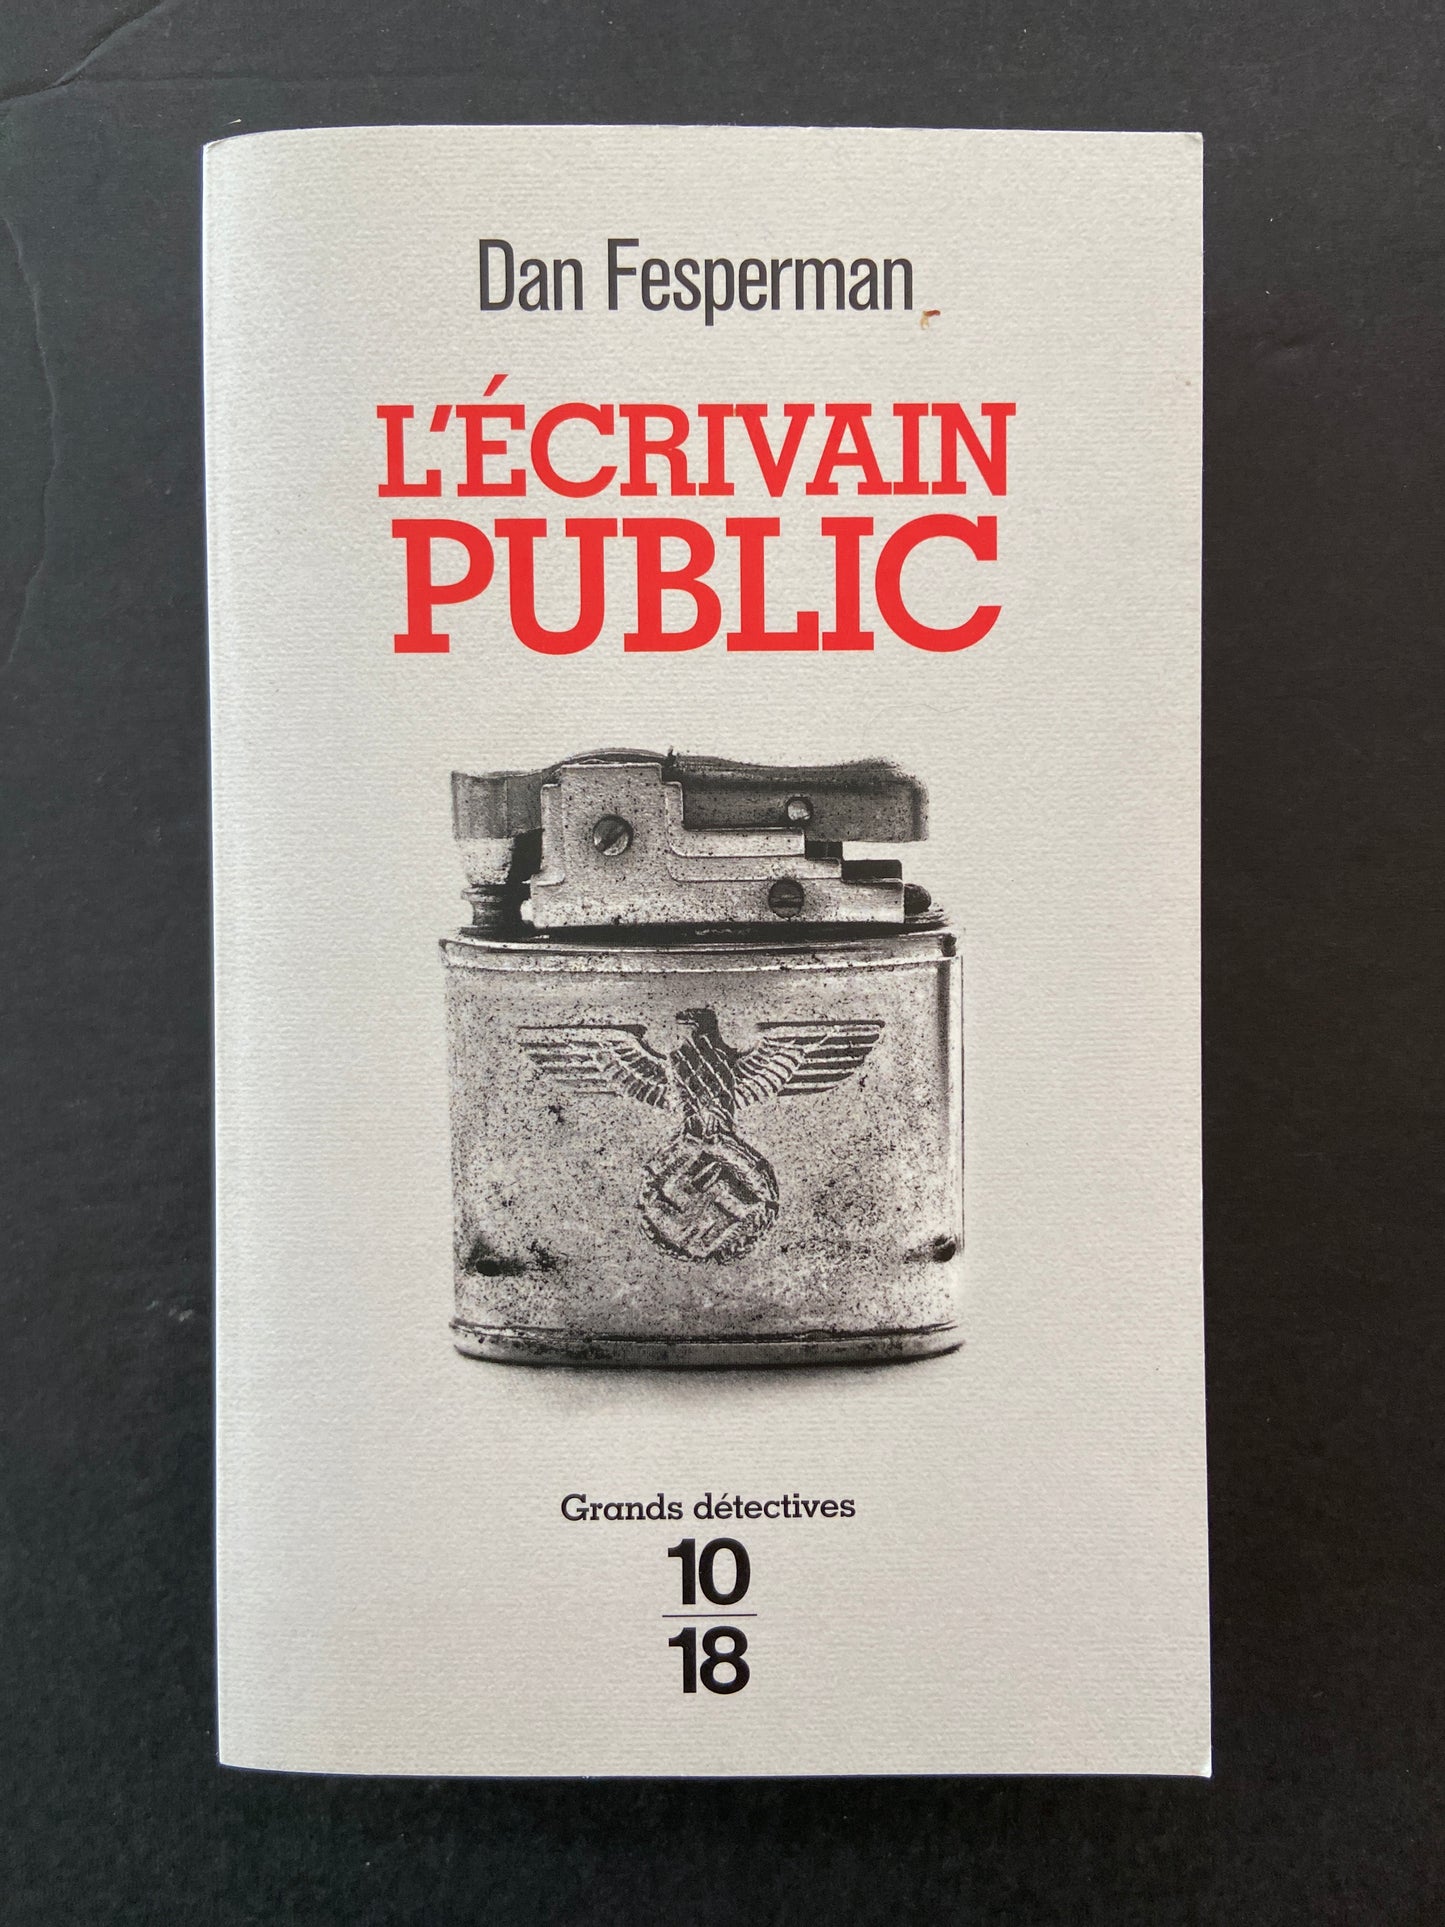 Dan Fesperman
L'ÉCRIVAIN
PUBLIC
Grands détectives
10
18